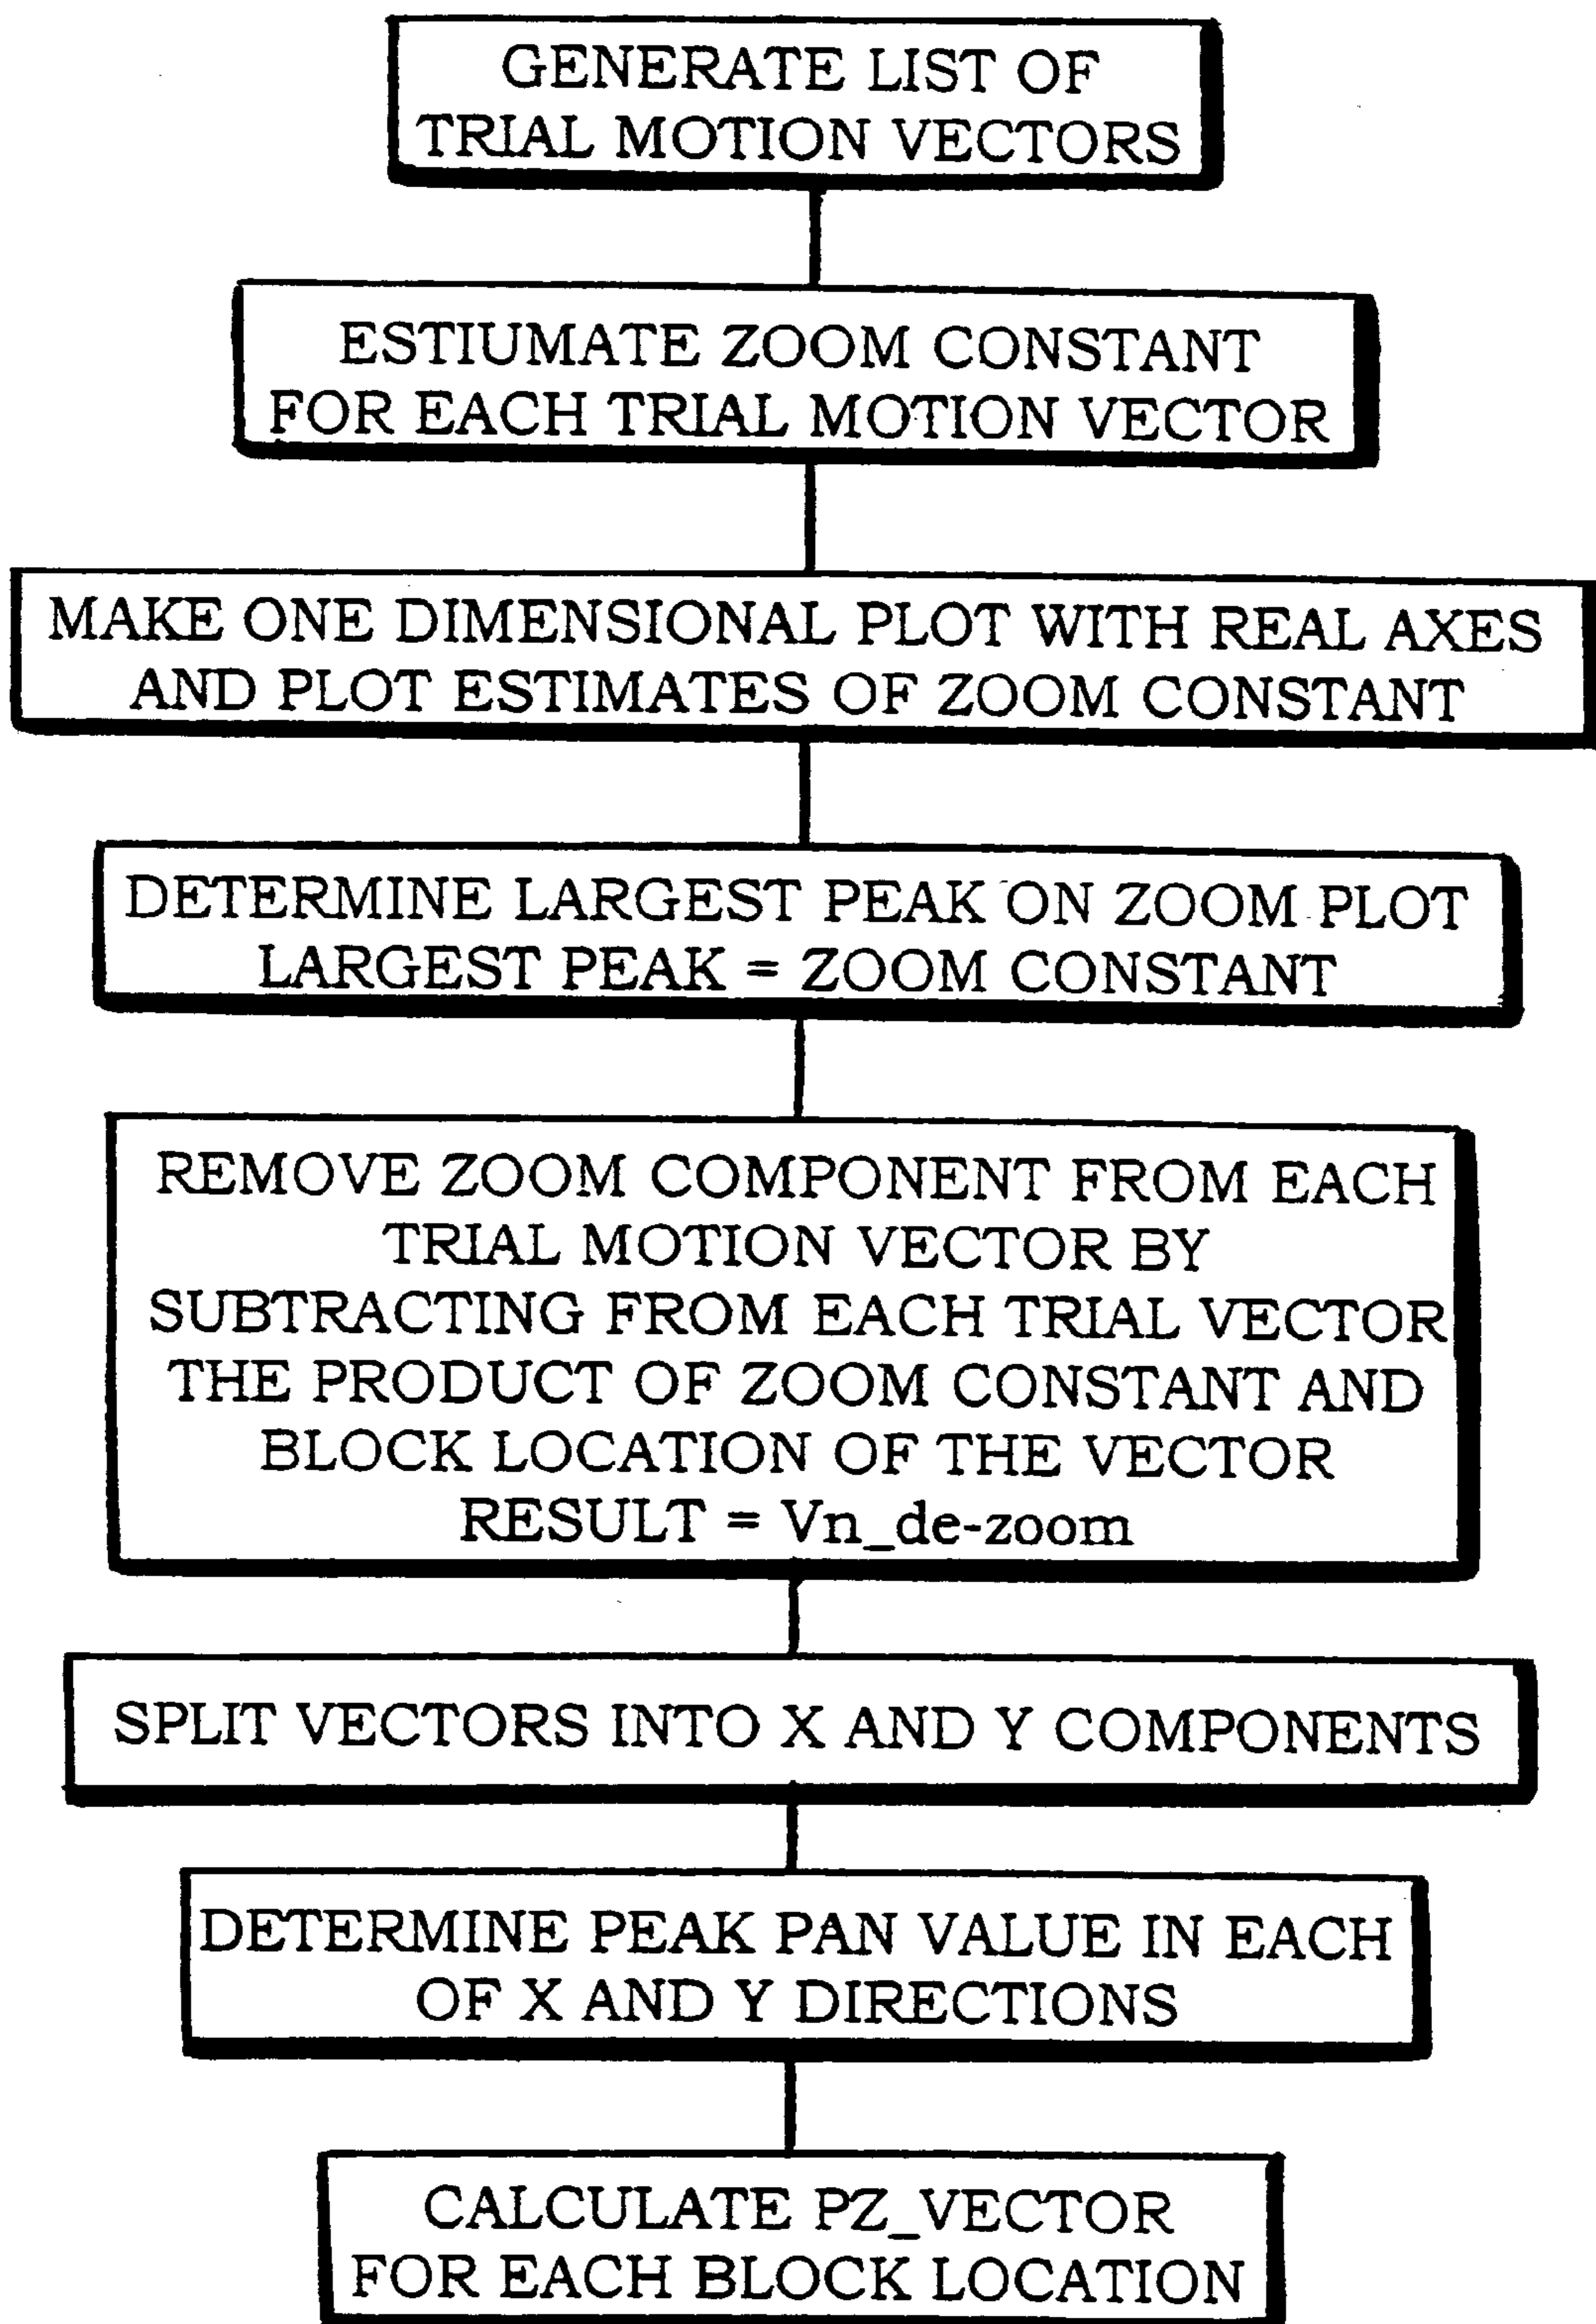 GENERATE LIST OF
TRIAL MOTION VECTORS
ESTIUMATE ZOOM CONSTANT
FOR EACH TRIAL MOTION VECTOR
MAKE ONE DIMENSIONAL PLOT WITH REAL AXES
AND PLOT ESTIMATES OF ZOOM CONSTANT
DETERMINE LARGEST PEAK ON ZOOM PLOT
LARGEST PEAK = ZOOM CONSTANT
REMOVE ZOOM COMPONENT FROM EACH
TRIAL MOTION VECTOR BY
SUBTRACTING FROM EACH TRIAL VECTOR
THE PRODUCT OF ZOOM CONSTANT AND
BLOCK LOCATION OF THE VECTOR
RESULT = Vn_de-zoom
SPLIT VECTORS INTO X AND Y COMPONENTS
DETERMINE PEAK PAN VALUE IN EACH
OF X AND Y DIRECTIONS
CALCULATE PZ_VECTOR
FOR EACH BLOCK LOCATION